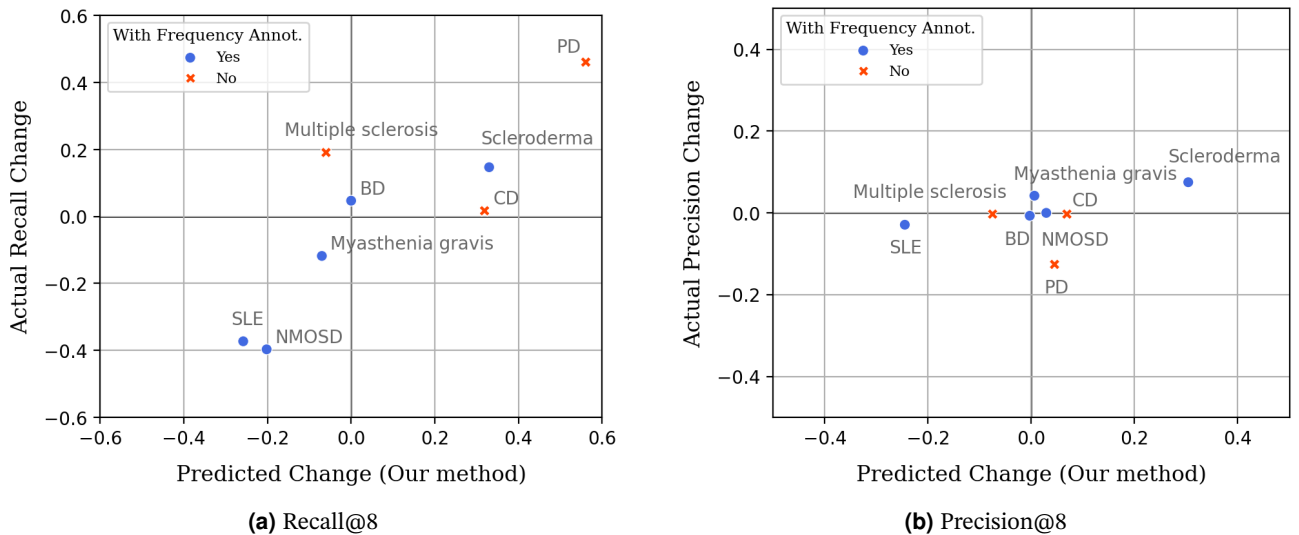 With Frequency Annot.
Yes
No
PD
Multiple sclerosis
Scleroderma
BD
CD
Myasthenia gravis
SLE
NMOSD
0.6
0.4
0.2
0.0
−0.2
−0.4
−0.6
−0.6
−0.4
−0.2
0.0
0.2
0.4
0.6
Actual Recall Change
Predicted Change (Our method)
(a) Recall@8
With Frequency Annot.
Yes
No
Scleroderma
Myasthenia gravis
Multiple sclerosis
CD
SLE
BD
NMOSD
PD
0.4
0.2
0.0
−0.2
−0.4
−0.4
−0.2
0.0
0.2
0.4
Actual Precision Change
Predicted Change (Our method)
(b) Precision@8